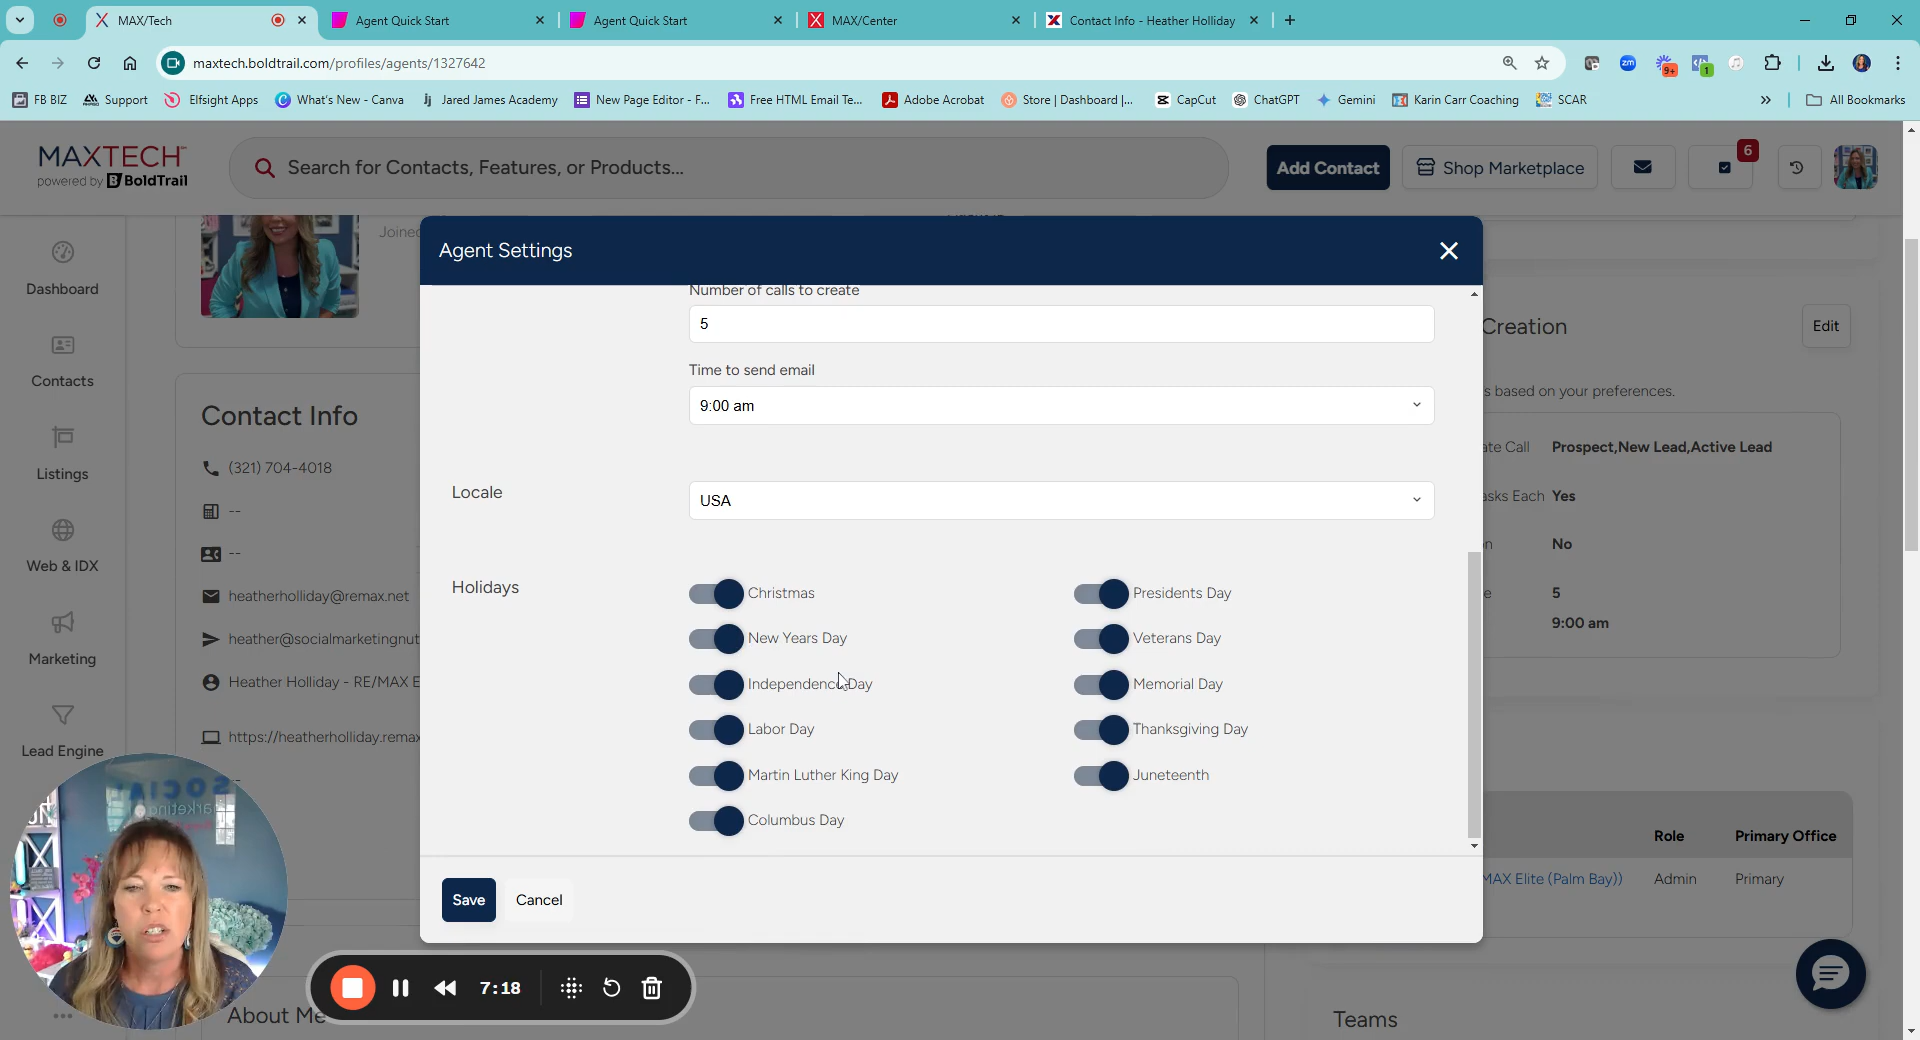 MAX/Tech
Agent Quick Start
Agent Quick Start
MAX/Center
Contact Info - Heather Holliday
maxtech.boldtrail.com/profiles/agents/1327642
FB BIZ
Support
Elfsight Apps
What's New - Canva
Jared James Academy
New Page Editor - F...
Free HTML Email Te...
Adobe Acrobat
Store | Dashboard |...
CapCut
ChatGPT
Gemini
Karin Carr Coaching
SCAR
All Bookmarks
zm
9+
1
MAXTECH
powered by BoldTrail
Search for Contacts, Features, or Products...
Add Contact
Shop Marketplace
6
Dashboard
Contacts
Listings
Web & IDX
Marketing
Lead Engine
Joined
Contact Info
(321) 704-4018
--
--
heatherholliday@remax.net
heather@socialmarketingnut
Heather Holliday - RE/MAX E
https://heatherholliday.remax
About Me
Agent Settings
Number of calls to create
5
Time to send email
9:00 am
Locale
USA
Holidays
Christmas
Presidents Day
New Years Day
Veterans Day
Independence Day
Memorial Day
Labor Day
Thanksgiving Day
Martin Luther King Day
Juneteenth
Columbus Day
Save
Cancel
Creation
Edit
s based on your preferences.
ate Call
Prospect,New Lead,Active Lead
asks Each
Yes
n
No
e
5
9:00 am
Role
Primary Office
MAX Elite (Palm Bay))
Admin
Primary
Teams
7:18